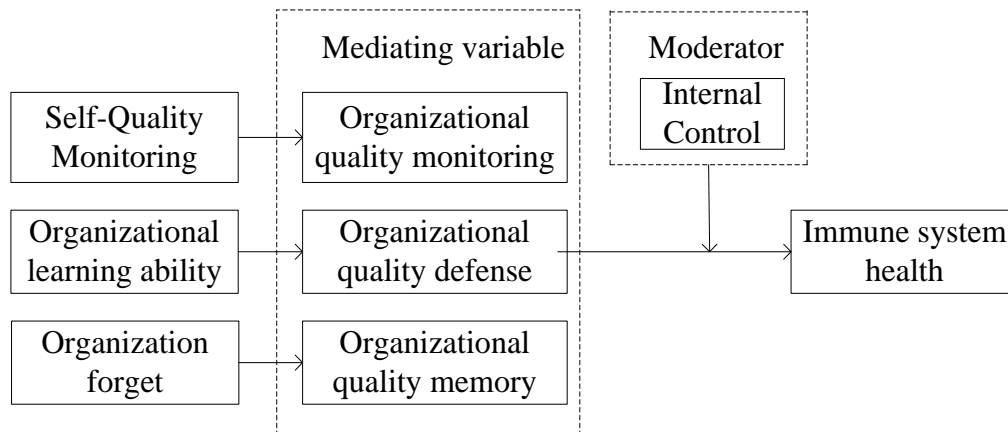 Mediating variable
Moderator
Internal
Control
Self-Quality
Monitoring
Organizational
quality monitoring
Organizational
learning ability
Organizational
quality defense
Immune system
health
Organization
forget
Organizational
quality memory